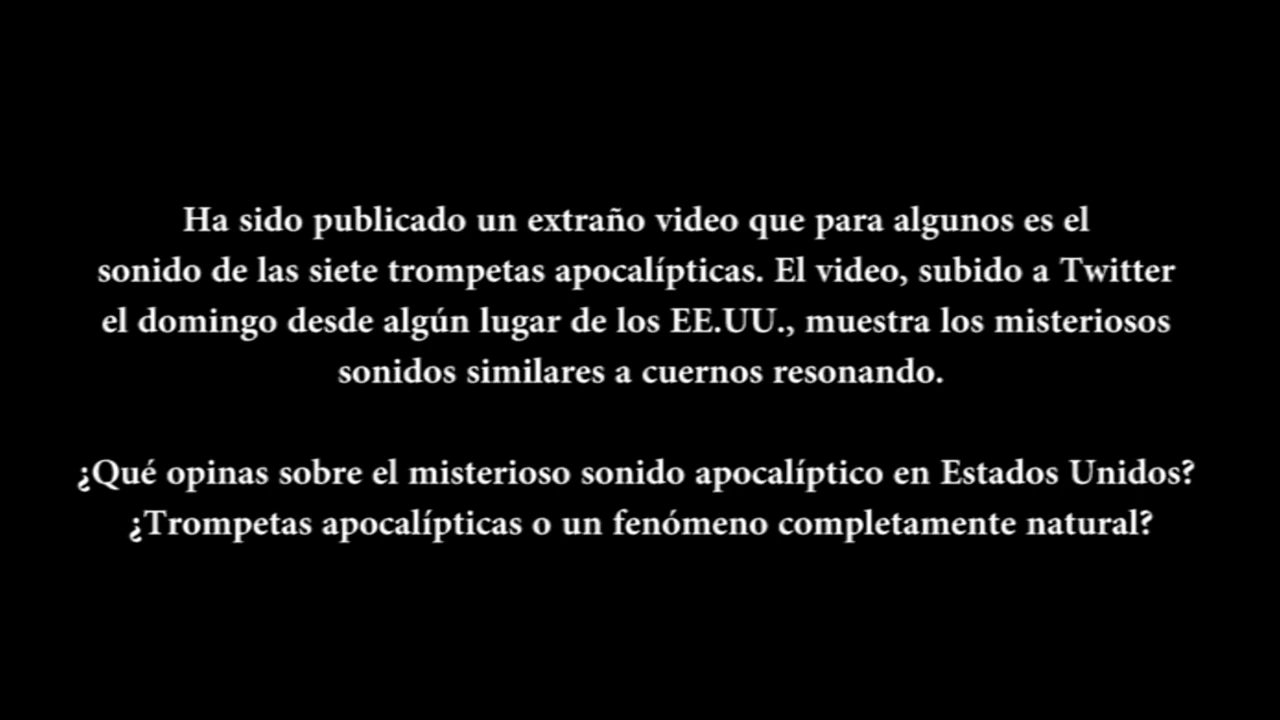 Ha sido publicado un extraño video que para algunos es el
sonido de las siete trompetas apocalípticas. El video, subido a Twitter
el domingo desde algún lugar de los EE.UU., muestra los misteriosos
sonidos similares a cuernos resonando.
¿Qué opinas sobre el misterioso sonido apocalíptico en Estados Unidos?
¿Trompetas apocalípticas o un fenómeno completamente natural?